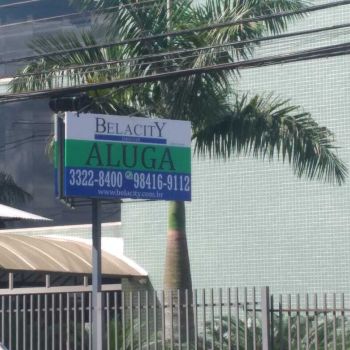 BELACITY
ALUGA
3322-8400 98416-9112
www.belacity.com.br